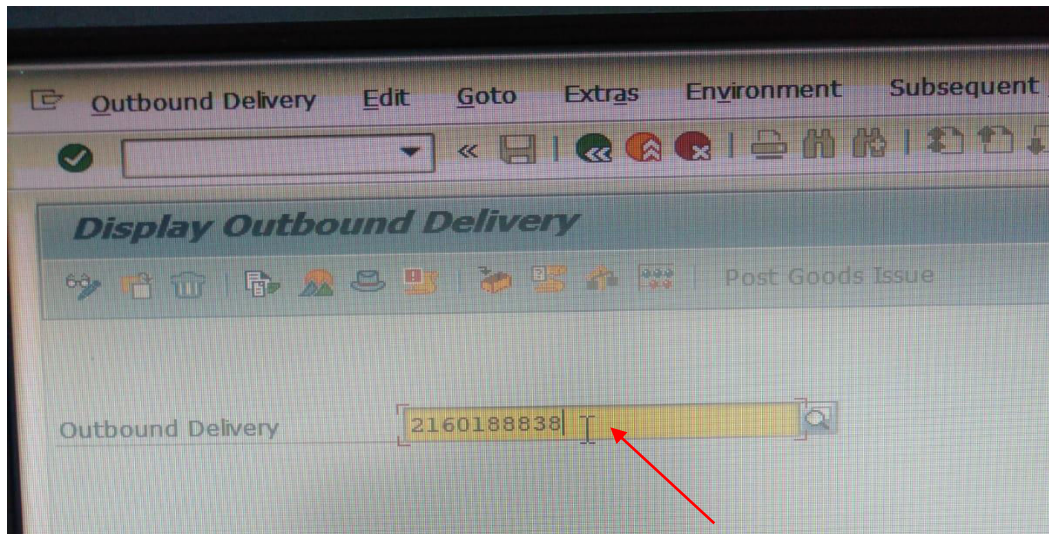 Outbound Delivery Edit Goto Extras Environment Subsequent
Display Outbound Delivery
Post Goods Issue
Outbound Delivery 2160188838